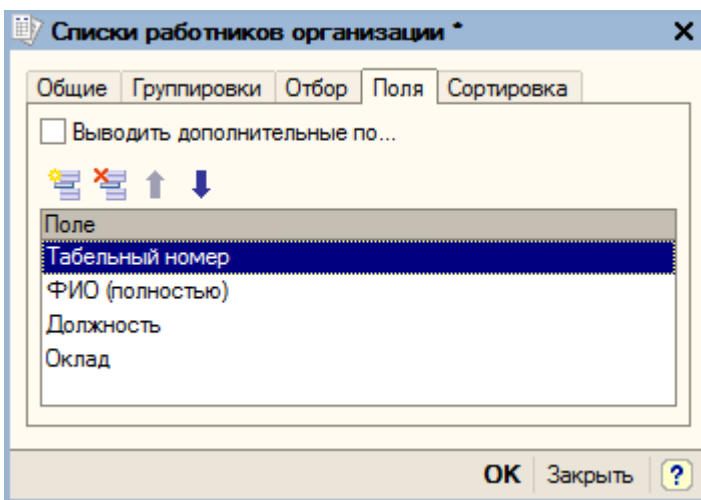 Списки работников организации *
Общие Группировки Отбор Поля Сортировка
Выводить дополнительные по...
Поле
Табельный номер
ФИО (полностью)
Должность
Оклад
ОК Закрыть ?